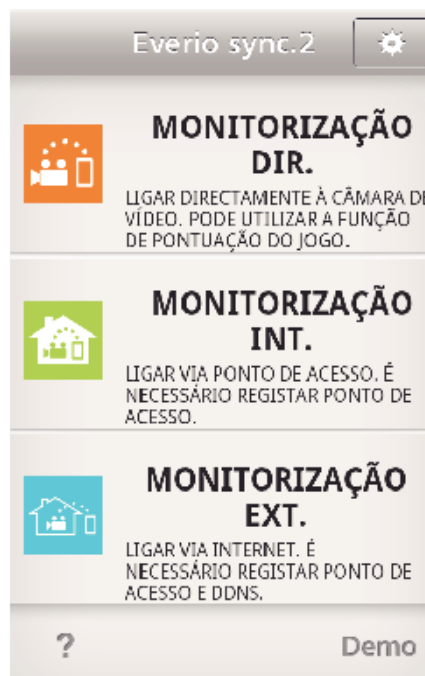 Everio sync.2
MONITORIZAÇÃO
DIR.
LIGAR DIRECTAMENTE À CÂMARA DE
VÍDEO. PODE UTILIZAR A FUNÇÃO
DE PONTUAÇÃO DO JOGO.
MONITORIZAÇÃO
INT.
LIGAR VIA PONTO DE ACESSO. É
NECESSÁRIO REGISTAR PONTO DE
ACESSO.
MONITORIZAÇÃO
EXT.
LIGAR VIA INTERNET. É
NECESSÁRIO REGISTAR PONTO DE
ACESSO E DDNS.
? Demo